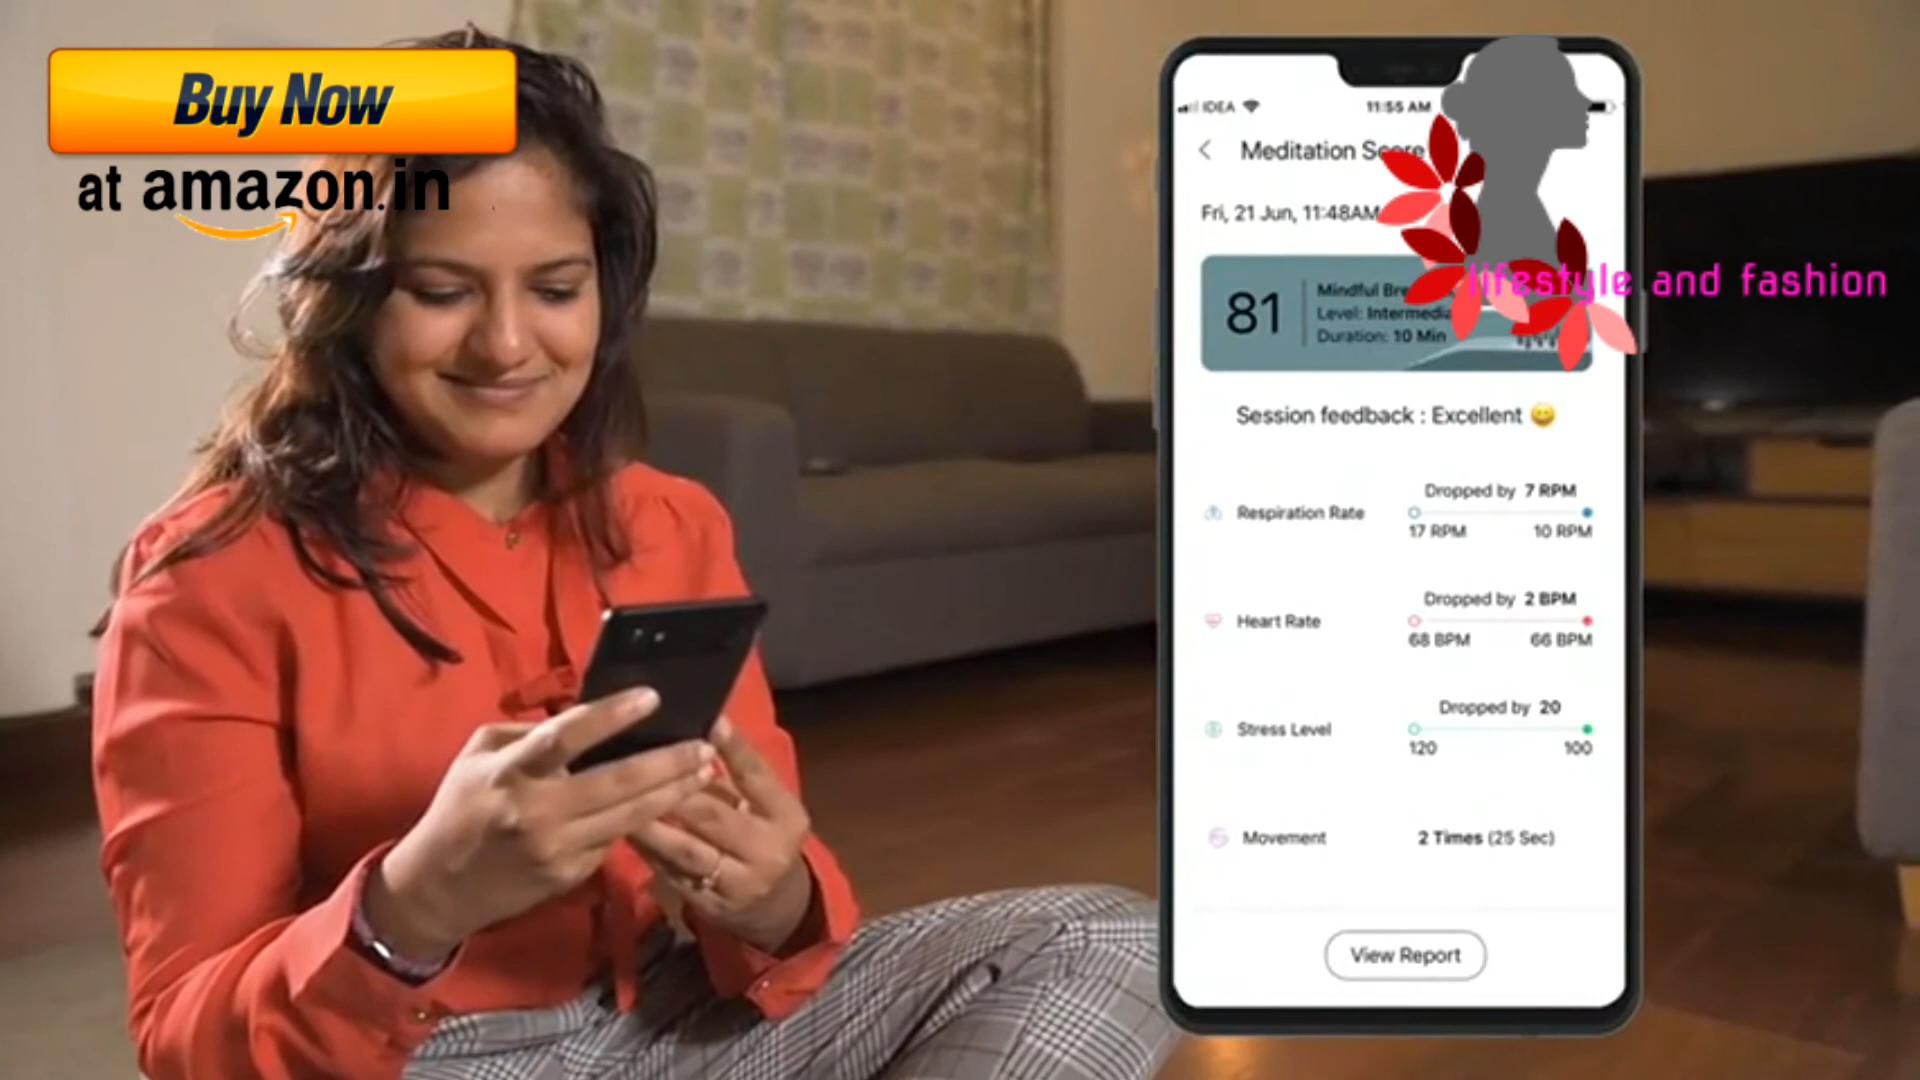 Buy Now
at amazon.in
IDEA
11:55 AM
Meditation Score
Fri, 21 Jun, 11:48AM
lifestyle and fashion
81
Mindful
Level:
Duration: 10 Min
Session feedback : Excellent 😀
Dropped by 7 RPM
Respiration Rate
17 RPM 10 RPM
Dropped by 2 BPM
Heart Rate
68 BPM 66 BPM
Dropped by 20
Stress Level
120 100
Movement 2 Times (25 Sec)
View Report